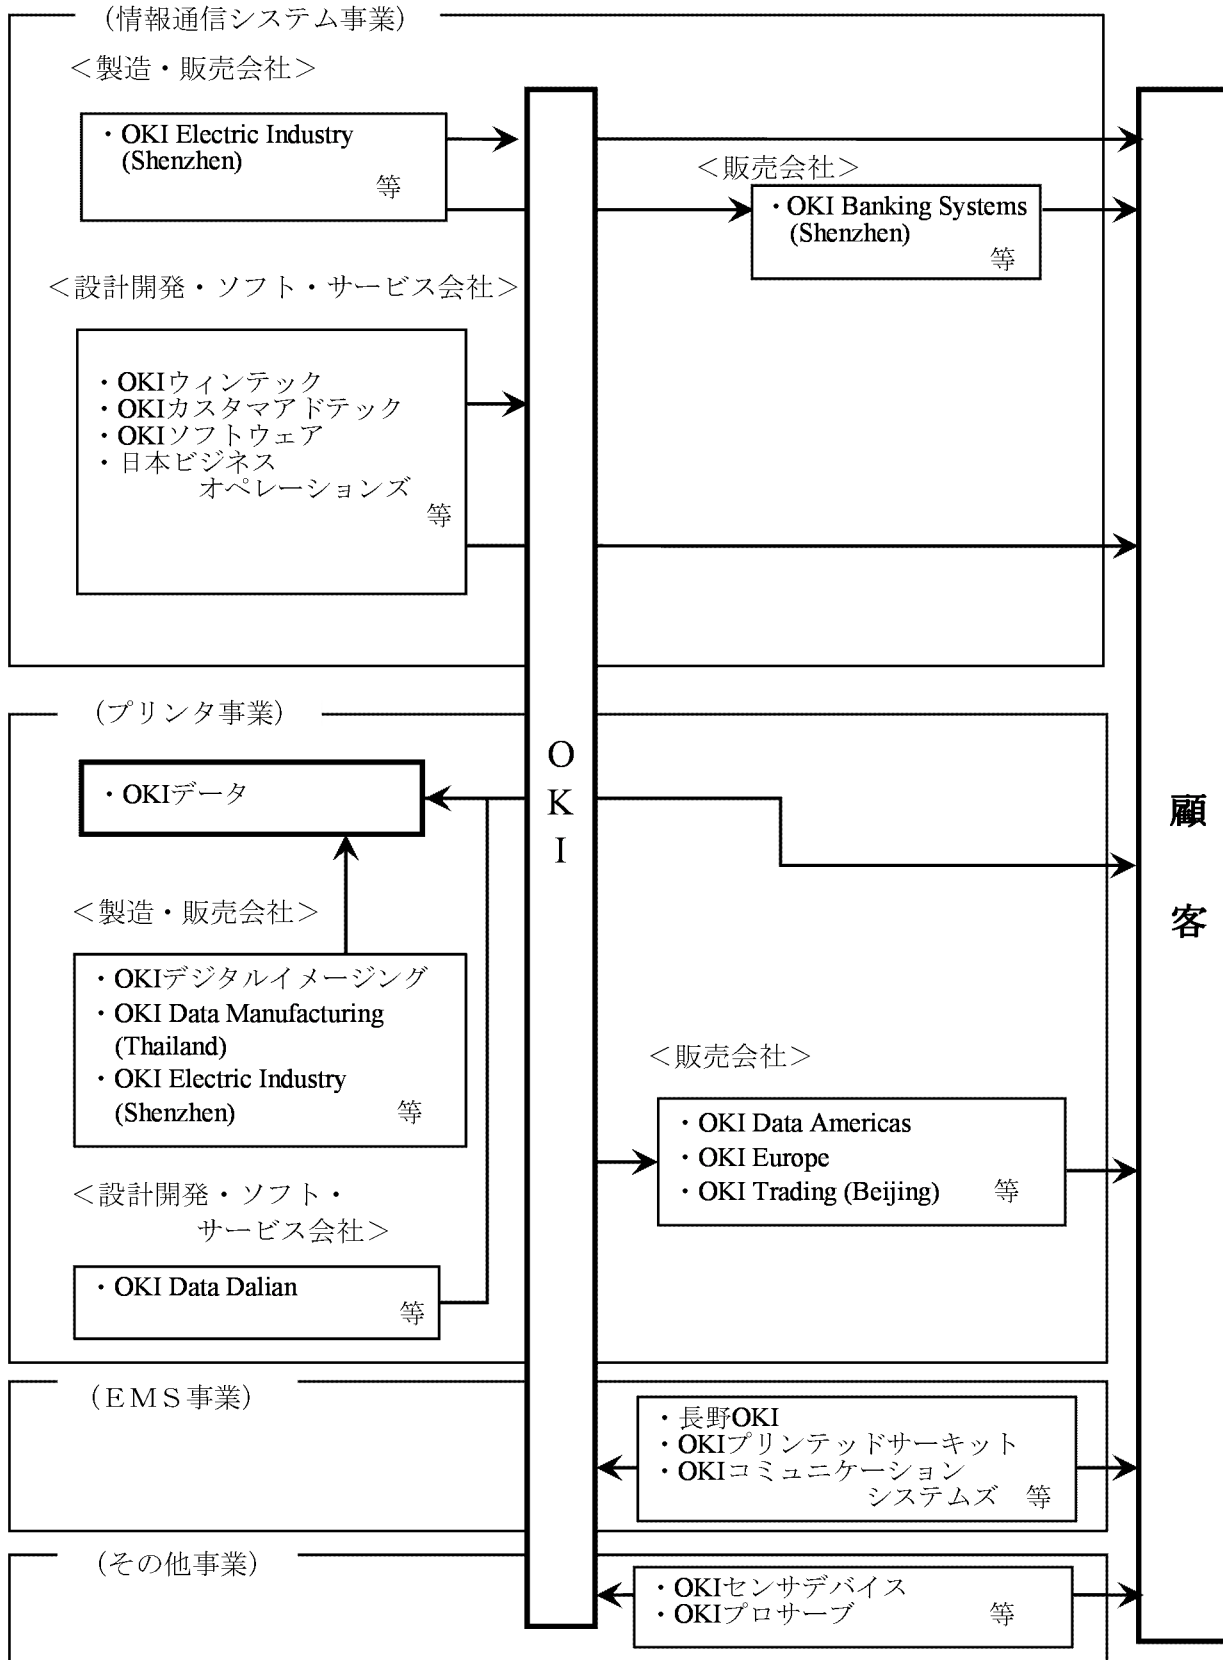 (情報通信システム事業)
＜製造・販売会社＞
・OKI Electric Industry
(Shenzhen)
等
＜販売会社＞
・OKI Banking Systems
(Shenzhen)
等
＜設計開発・ソフト・サービス会社＞
・OKIウィンテック
・OKIカスタマアドテック
・OKIソフトウェア
・日本ビジネス
オペレーションズ
等
(プリンタ事業)
・OKIデータ
＜製造・販売会社＞
・OKIデジタルイメージング
・OKI Data Manufacturing
(Thailand)
・OKI Electric Industry
(Shenzhen) 等
＜販売会社＞
・OKI Data Americas
・OKI Europe
・OKI Trading (Beijing) 等
＜設計開発・ソフト・
サービス会社＞
・OKI Data Dalian
等
(ＥＭＳ事業)
・長野OKI
・OKIプリンテッドサーキット
・OKIコミュニケーション
システムズ 等
(その他事業)
・OKIセンサデバイス
・OKIプロサーブ 等
O
K
I
顧
客